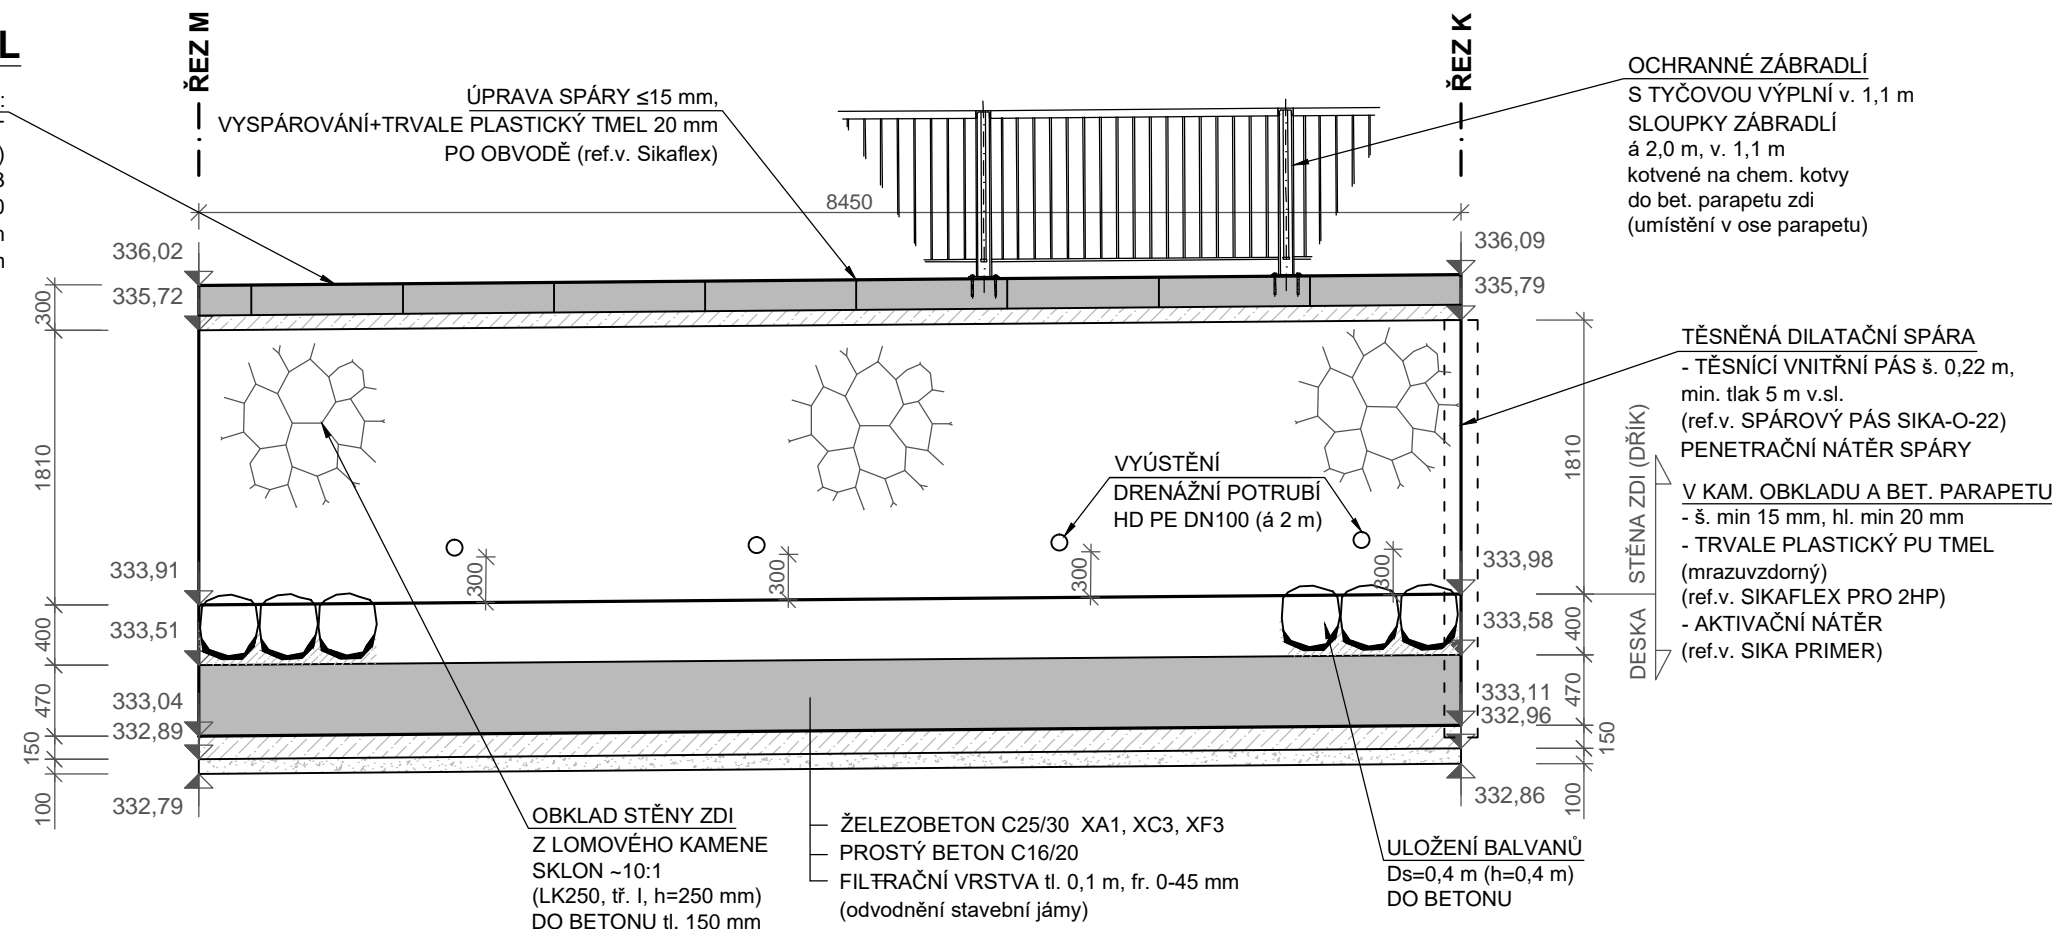 L
:
)
3
0
n
n
ŘEZ M
ŘEZ K
ÚPRAVA SPÁRY ≤15 mm,
VYSPÁROVÁNÍ+TRVALE PLASTICKÝ TMEL 20 mm
PO OBVODĚ (ref.v. Sikaflex)
8450
OCHRANNÉ ZÁBRADLÍ
S TYČOVOU VÝPLNÍ v. 1,1 m
SLOUPKY ZÁBRADLÍ
á 2,0 m, v. 1,1 m
kotvené na chem. kotvy
do bet. parapetu zdi
(umístění v ose parapetu)
336,02
335,72
336,09
335,79
300
1810
400
470
150
100
333,91
333,51
333,04
332,89
332,79
300
300
300
300
VYÚSTĚNÍ
DRENÁŽNÍ POTRUBÍ
HD PE DN100 (á 2 m)
333,98
333,58
333,11
332,96
332,86
1810
400
470
150
100
STĚNA ZDI (DŘÍK)
DESKA
TĚSNĚNÁ DILATAČNÍ SPÁRA
- TĚSNÍCÍ VNITŘNÍ PÁS š. 0,22 m,
min. tlak 5 m v.sl.
(ref.v. SPÁROVÝ PÁS SIKA-O-22)
PENETRAČNÍ NÁTĚR SPÁRY
V KAM. OBKLADU A BET. PARAPETU
- š. min 15 mm, hl. min 20 mm
- TRVALE PLASTICKÝ PU TMEL
(mrazuvzdorný)
(ref.v. SIKAFLEX PRO 2HP)
- AKTIVAČNÍ NÁTĚR
(ref.v. SIKA PRIMER)
OBKLAD STĚNY ZDI
Z LOMOVÉHO KAMENE
SKLON ~10:1
(LK250, tř. I, h=250 mm)
DO BETONU tl. 150 mm
ŽELEZOBETON C25/30 XA1, XC3, XF3
PROSTÝ BETON C16/20
FILTRAČNÍ VRSTVA tl. 0,1 m, fr. 0-45 mm
(odvodnění stavební jámy)
ULOŽENÍ BALVANŮ
Ds=0,4 m (h=0,4 m)
DO BETONU